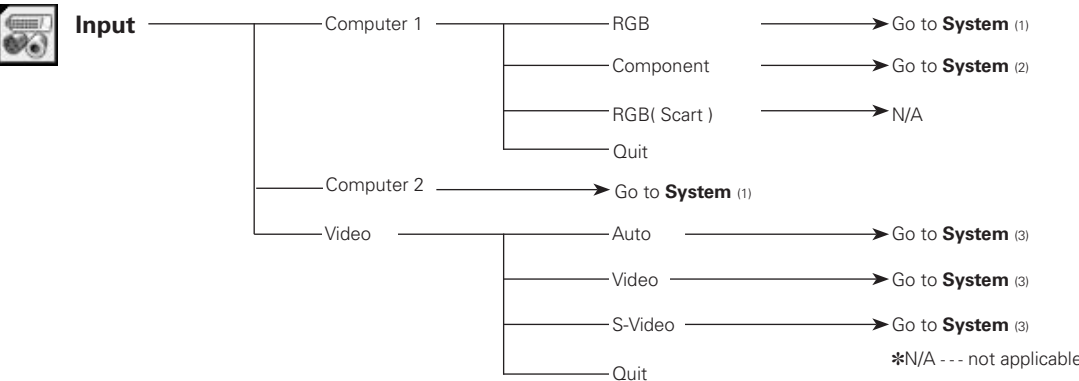 Input
Computer 1
RGB
Go to System (1)
Component
Go to System (2)
RGB( Scart )
N/A
Quit
Computer 2
Go to System (1)
Video
Auto
Go to System (3)
Video
Go to System (3)
S-Video
Go to System (3)
Quit
✽N/A - - - not applicable